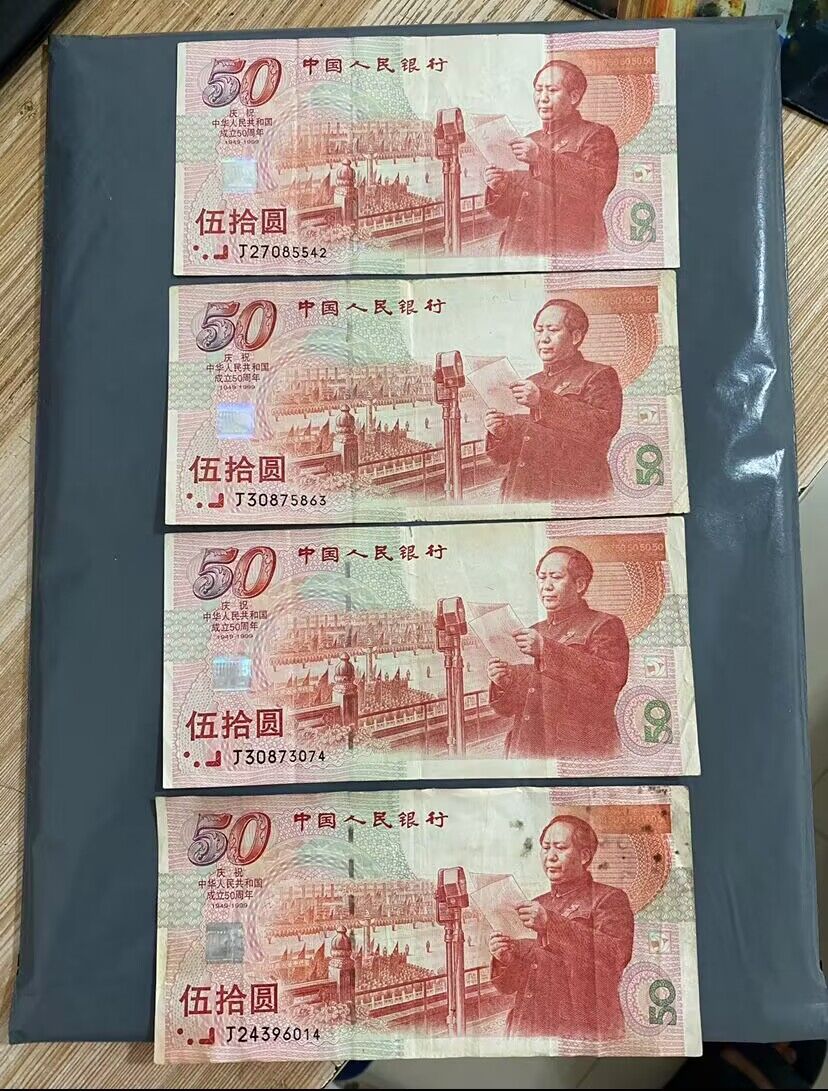 50 中国人民银行
庆祝
中华人民共和国
成立50周年
1949-1999
伍拾圆
50
J27085542
50 中国人民银行
庆祝
中华人民共和国
成立50周年
1949-1999
伍拾圆
50
J30875863
50 中国人民银行
庆祝
中华人民共和国
成立50周年
1949-1999
伍拾圆
50
J30873074
50 中国人民银行
庆祝
中华人民共和国
成立50周年
1949-1999
伍拾圆
50
J24396014